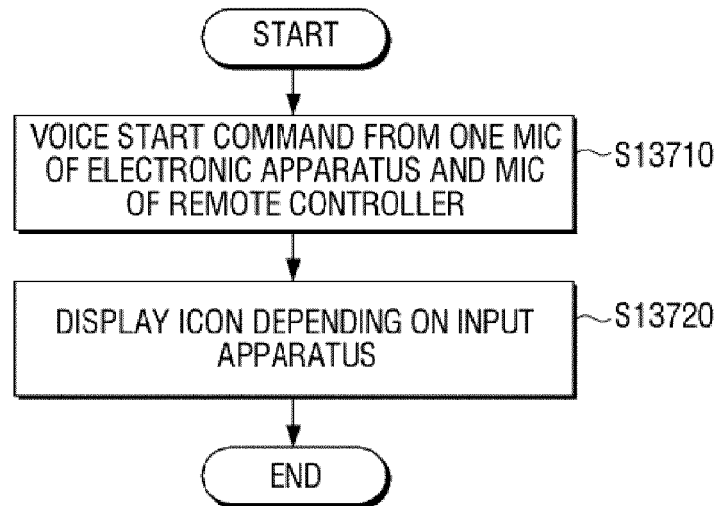 START
VOICE START COMMAND FROM ONE MIC
OF ELECTRONIC APPARATUS AND MIC
OF REMOTE CONTROLLER
S13710
DISPLAY ICON DEPENDING ON INPUT
APPARATUS
S13720
END